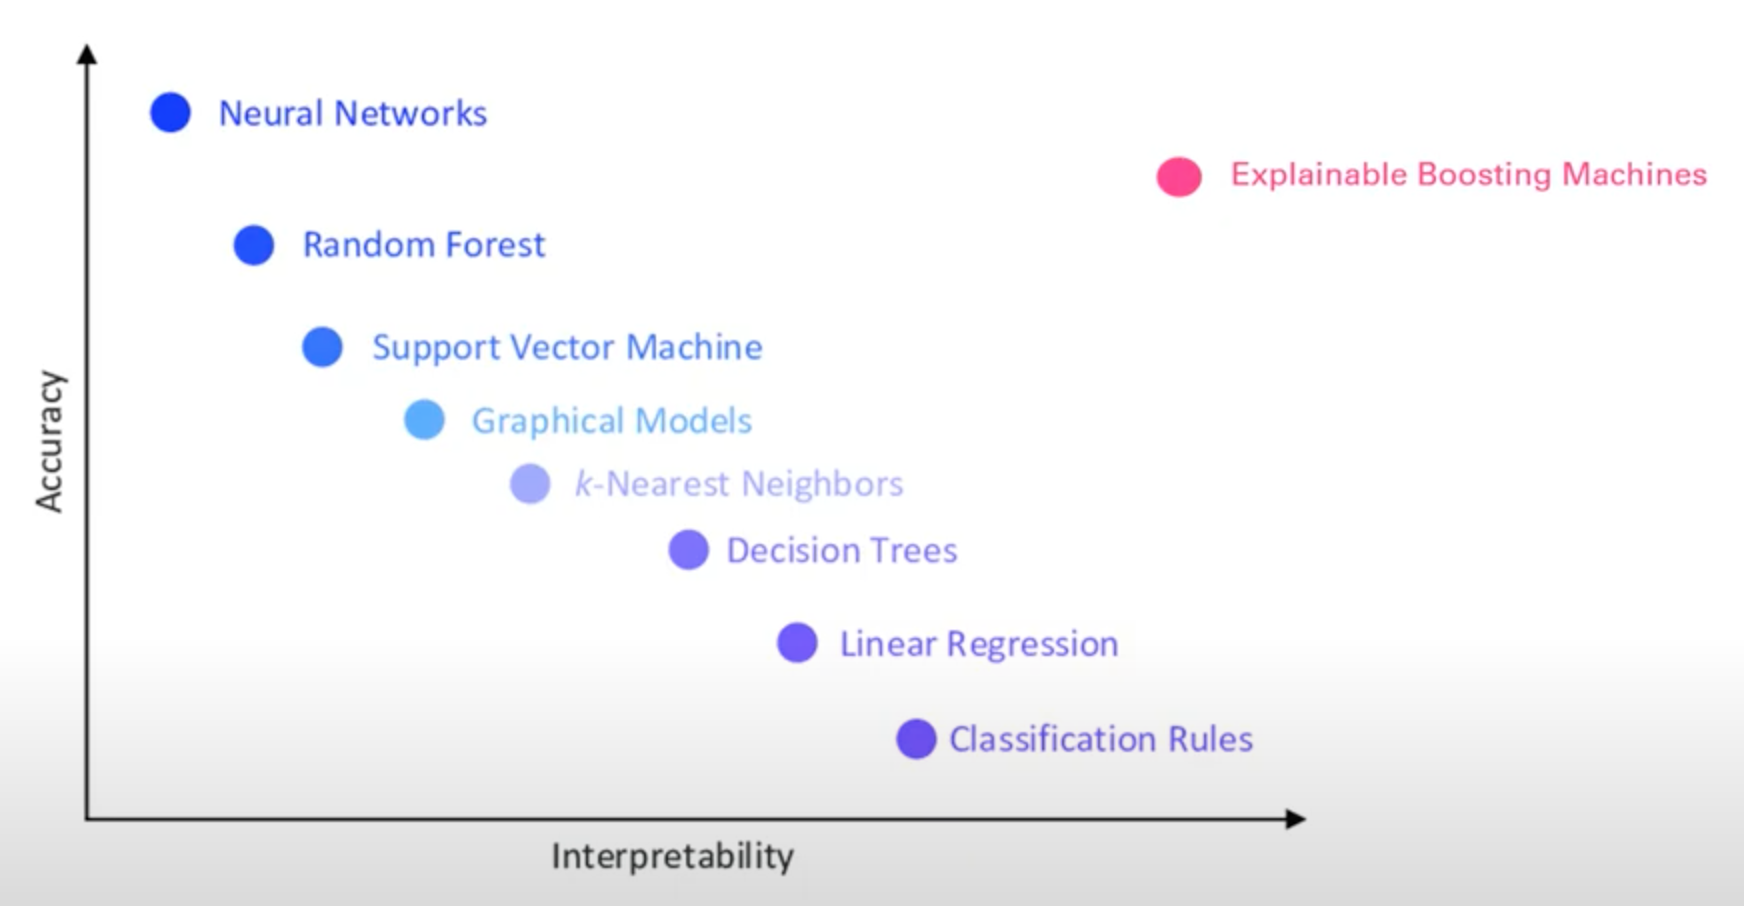 Neural Networks
Explainable Boosting Machines
Random Forest
Support Vector Machine
Graphical Models
k-Nearest Neighbors
Decision Trees
Linear Regression
Classification Rules
Accuracy
Interpretability